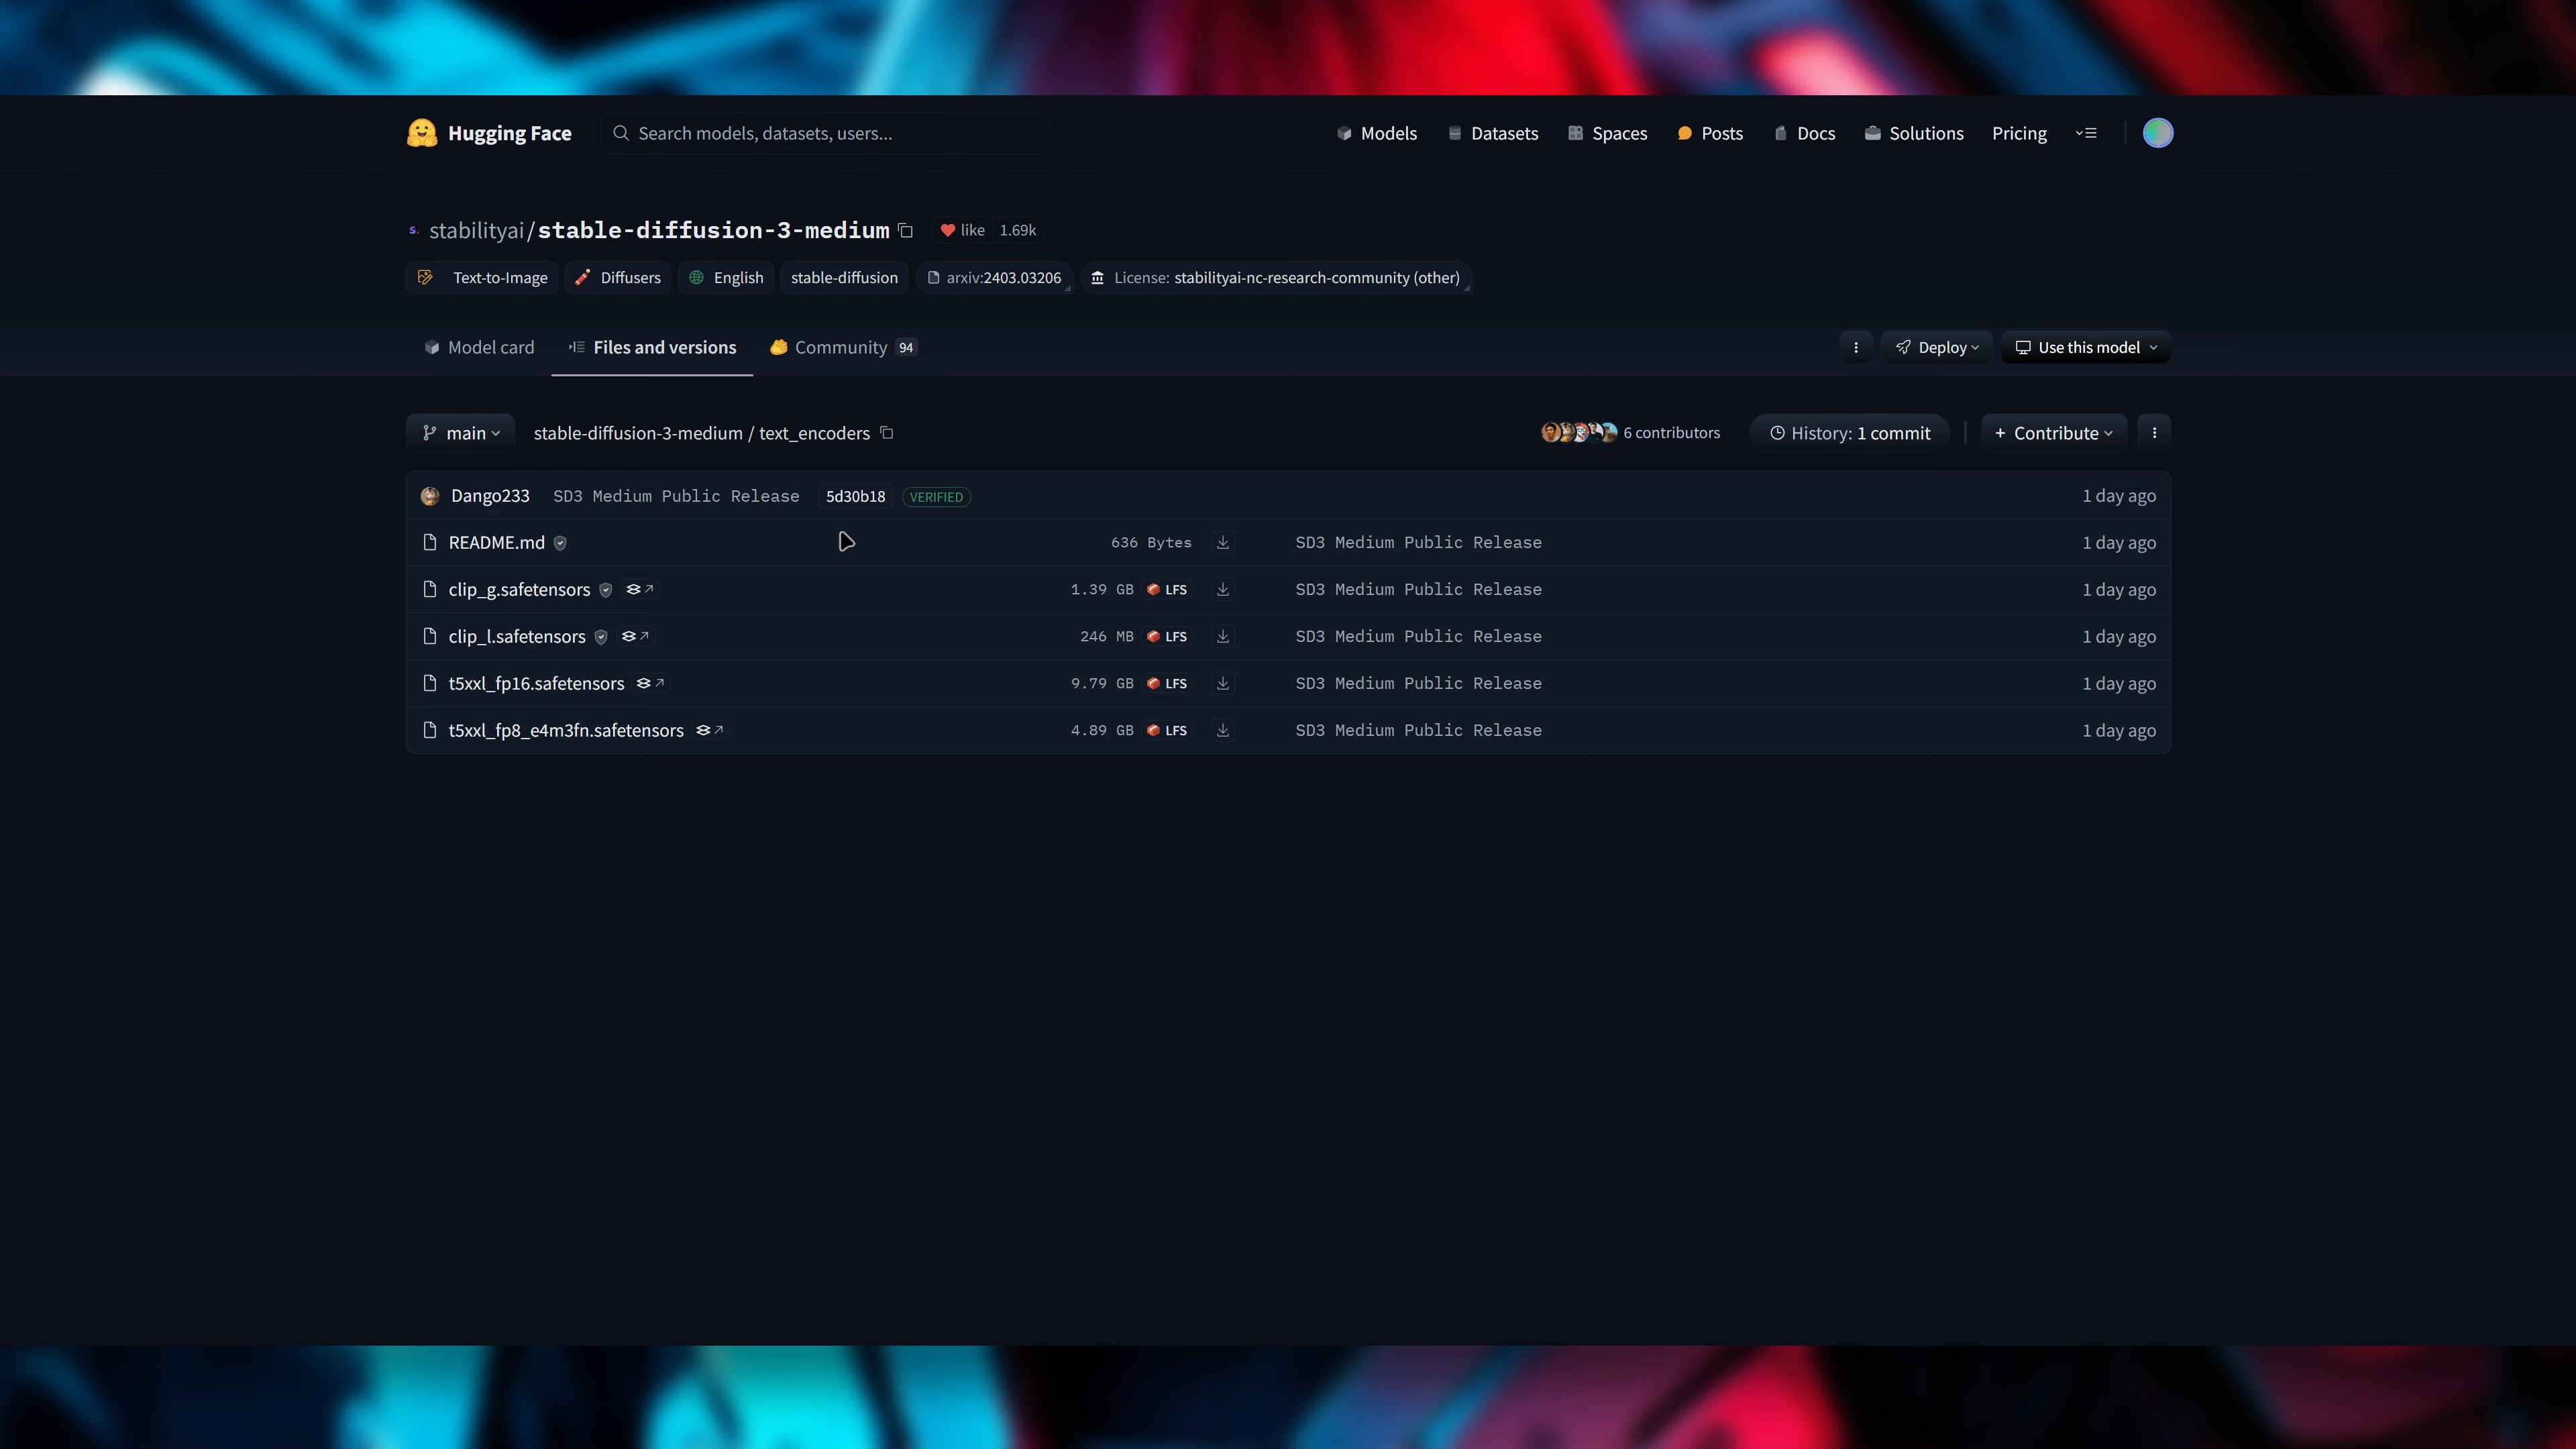 Hugging Face Search models, datasets, users... Models Datasets Spaces Posts Docs Solutions Pricing
s. stabilityai/stable-diffusion-3-medium like 1.69k
Text-to-Image Diffusers English stable-diffusion arxiv:2403.03206 License: stabilityai-nc-research-community (other)
Model card Files and versions Community 94 Deploy Use this model
main stable-diffusion-3-medium / text_encoders 6 contributors History: 1 commit + Contribute
Dango233 SD3 Medium Public Release 5d30b18 VERIFIED 1 day ago
README.md 636 Bytes SD3 Medium Public Release 1 day ago
clip_g.safetensors 1.39 GB LFS SD3 Medium Public Release 1 day ago
clip_l.safetensors 246 MB LFS SD3 Medium Public Release 1 day ago
t5xxl_fp16.safetensors 9.79 GB LFS SD3 Medium Public Release 1 day ago
t5xxl_fp8_e4m3fn.safetensors 4.89 GB LFS SD3 Medium Public Release 1 day ago